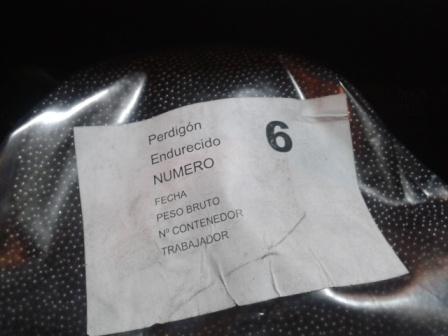 Perdigón
Endurecido
NUMERO 6
FECHA
PESO BRUTO
Nº CONTENEDOR
TRABAJADOR